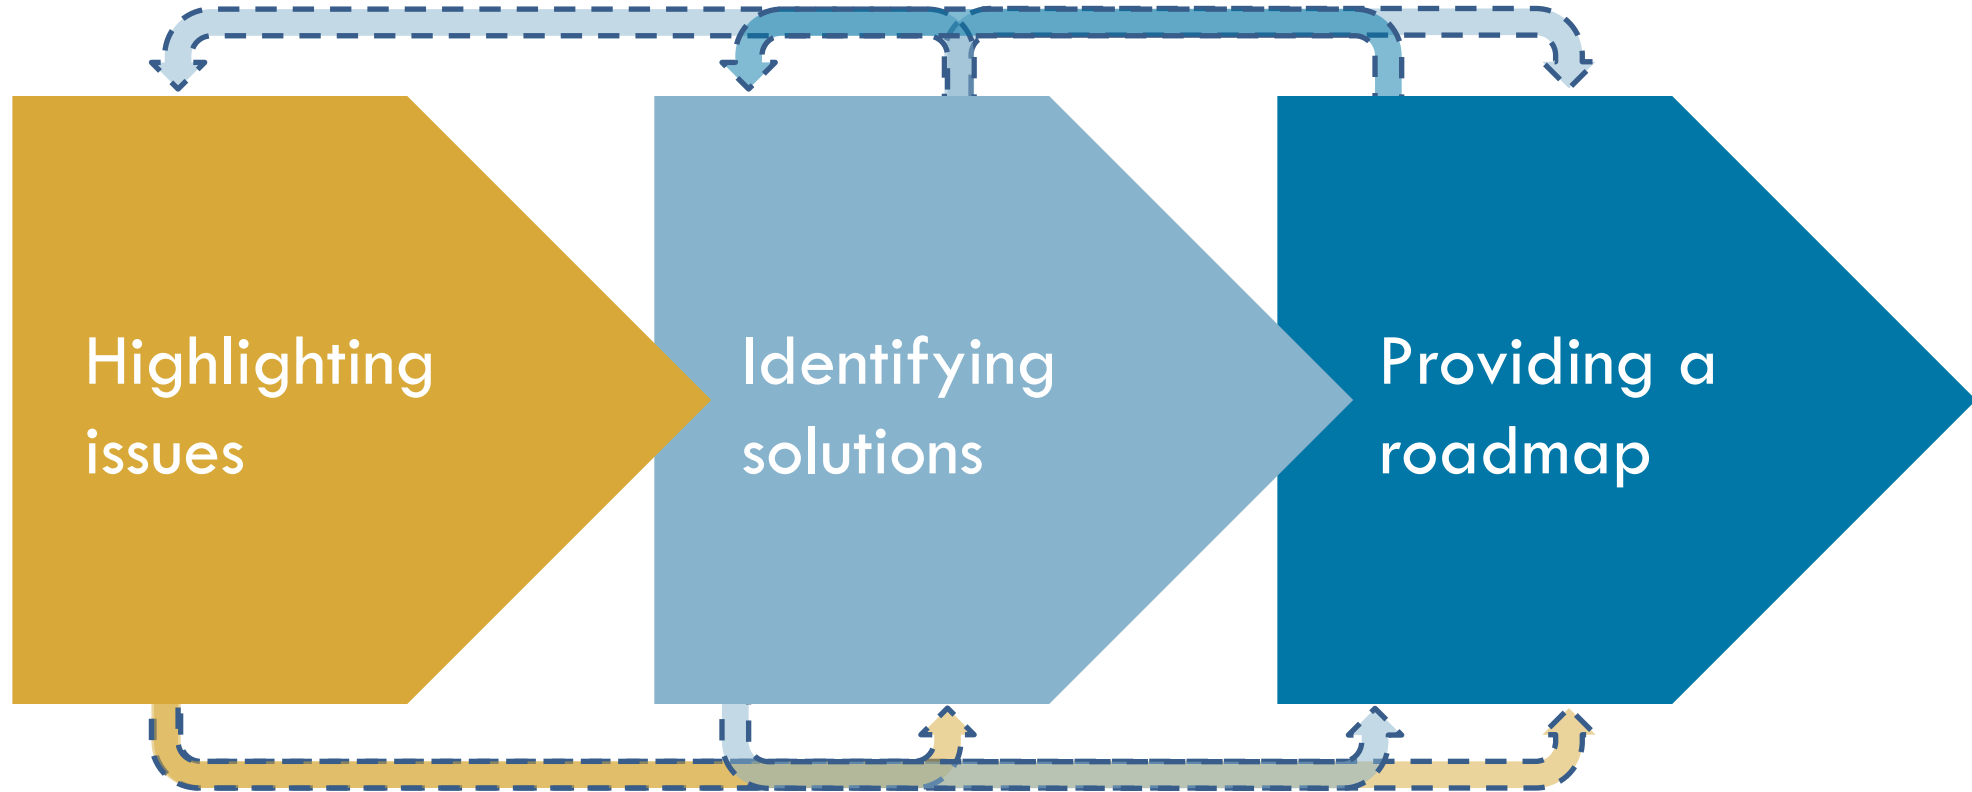 Highlighting
issues
Identifying
solutions
Providing a
roadmap